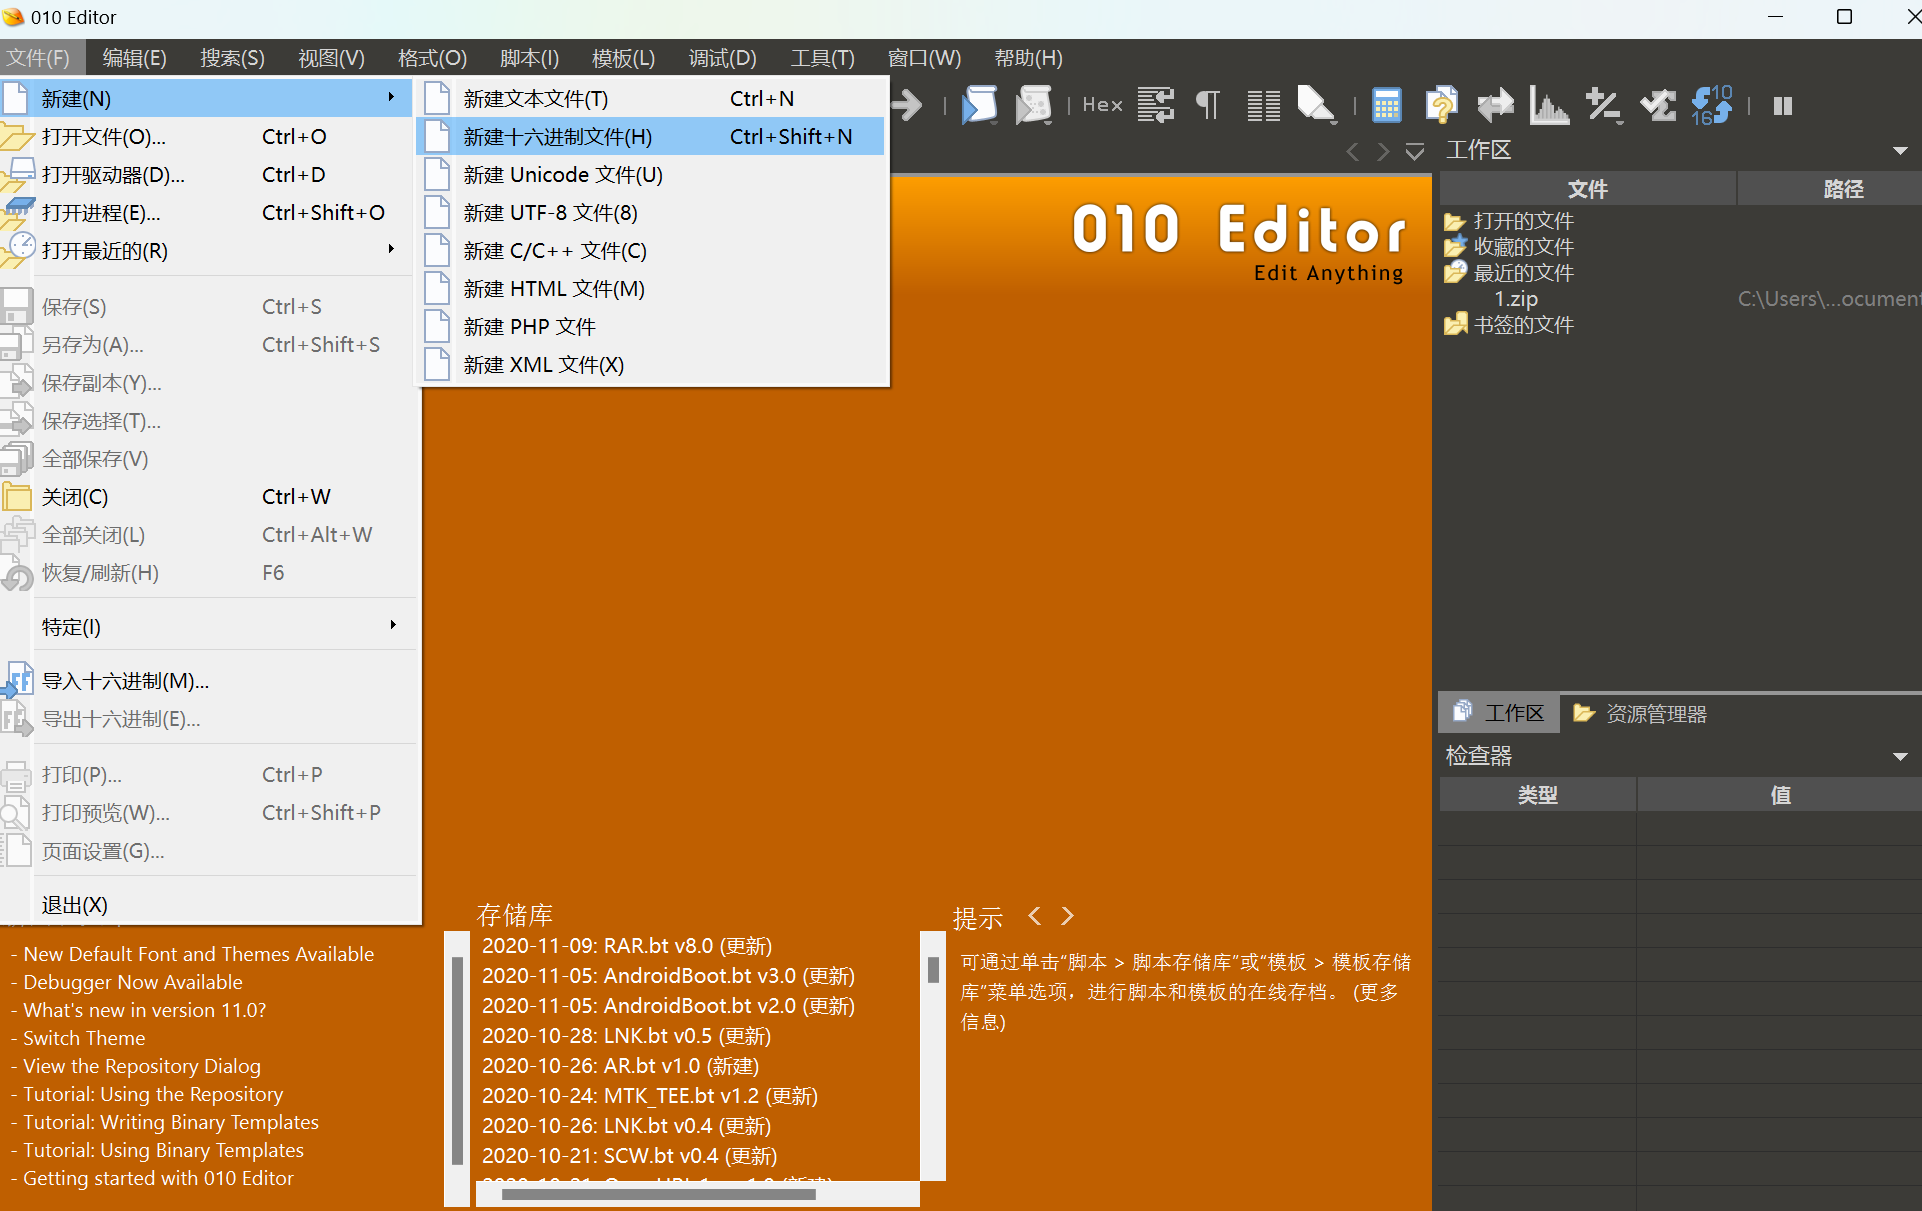 010 Editor
文件(F) 编辑(E) 搜索(S) 视图(V) 格式(O) 脚本(I) 模板(L) 调试(D) 工具(T) 窗口(W) 帮助(H)
新建(N)
打开文件(O)... Ctrl+O
打开驱动器(D)... Ctrl+D
打开进程(E)... Ctrl+Shift+O
打开最近的(R)
保存(S) Ctrl+S
另存为(A)... Ctrl+Shift+S
保存副本(Y)...
保存选择(T)...
全部保存(V)
关闭(C) Ctrl+W
全部关闭(L) Ctrl+Alt+W
恢复/刷新(H) F6
特定(I)
导入十六进制(M)...
导出十六进制(E)...
打印(P)... Ctrl+P
打印预览(W)... Ctrl+Shift+P
页面设置(G)...
退出(X)
新建文本文件(T) Ctrl+N
新建十六进制文件(H) Ctrl+Shift+N
新建 Unicode 文件(U)
新建 UTF-8 文件(8)
新建 C/C++ 文件(C)
新建 HTML 文件(M)
新建 PHP 文件
新建 XML 文件(X)
Hex
10
16
010 Editor
Edit Anything
工作区
文件 路径
打开的文件
收藏的文件
最近的文件
1.zip C:\Users\...ocument
书签的文件
工作区 资源管理器
检查器
类型 值
- New Default Font and Themes Available
- Debugger Now Available
- What's new in version 11.0?
- Switch Theme
- View the Repository Dialog
- Tutorial: Using the Repository
- Tutorial: Writing Binary Templates
- Tutorial: Using Binary Templates
- Getting started with 010 Editor
存储库
2020-11-09: RAR.bt v8.0 (更新)
2020-11-05: AndroidBoot.bt v3.0 (更新)
2020-11-05: AndroidBoot.bt v2.0 (更新)
2020-10-28: LNK.bt v0.5 (更新)
2020-10-26: AR.bt v1.0 (新建)
2020-10-24: MTK_TEE.bt v1.2 (更新)
2020-10-26: LNK.bt v0.4 (更新)
2020-10-21: SCW.bt v0.4 (更新)
提示 < >
可通过单击“脚本 > 脚本存储库”或“模板 > 模板存储
库”菜单选项，进行脚本和模板的在线存档。 (更多
信息)